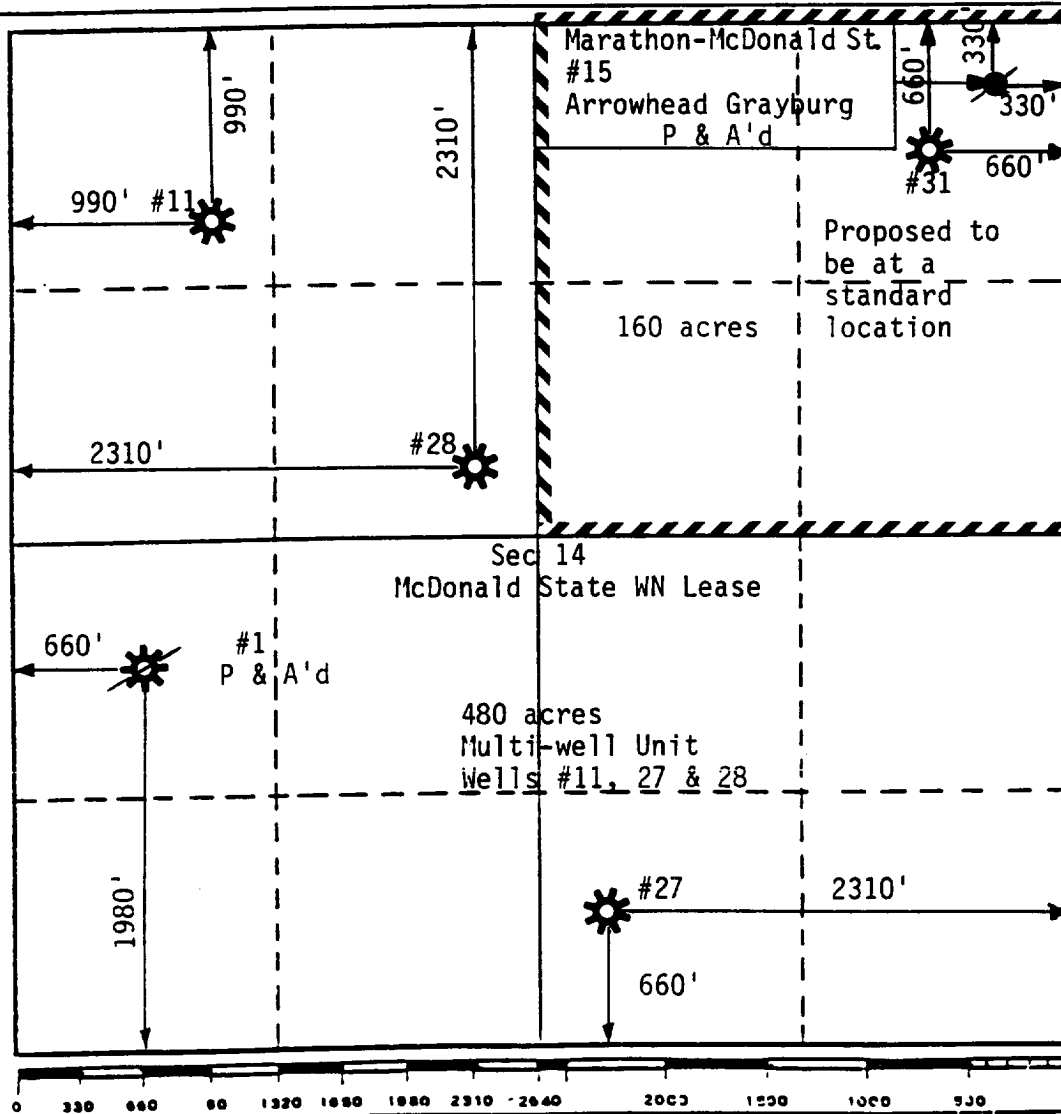 Marathon-McDonald St.
#15
Arrowhead Grayburg
P & A'd
660'
330'
330'
660'
#31
Proposed to
be at a
standard
location
160 acres
990'
2310'
990' #11
2310'
#28
Sec 14
McDonald State WN Lease
660'
#1
P & A'd
1980'
480 acres
Multi-well Unit
Wells #11, 27 & 28
#27
2310'
660'
0 330 660 90 1320 1650 1980 2310 2640 2000 1500 1000 500